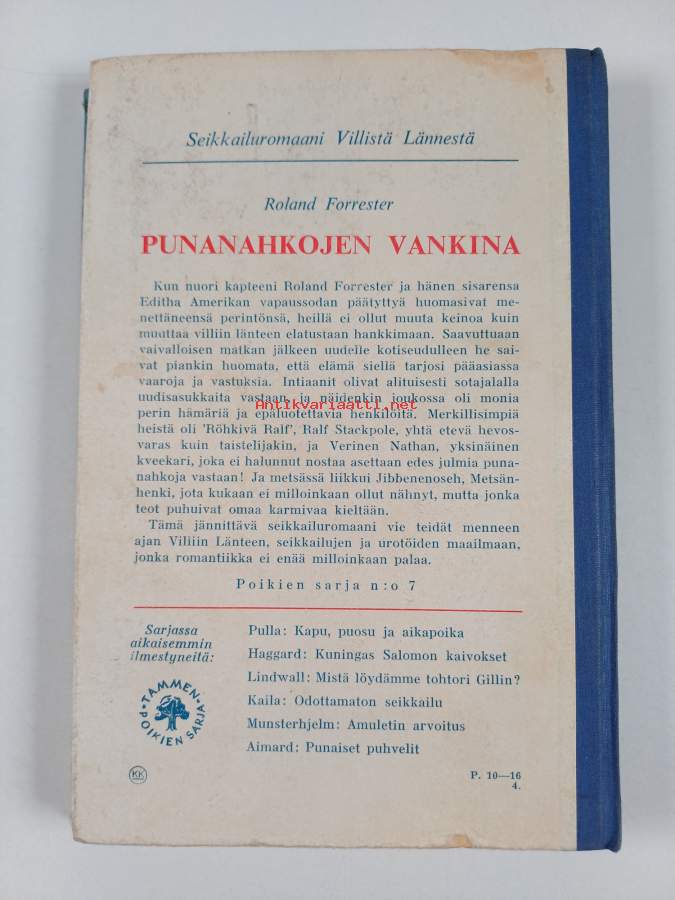 Seikkailuromaani Villistä Lännestä
Roland Forrester
PUNANAHKOJEN VANKINA
Kun nuori kapteeni Roland Forrester ja hänen sisarensa
Editha Amerikan vapaussodan päätyttyä huomasivat me-
nettäneensä perintönsä, heillä ei ollut muuta keinoa kuin
muuttaa villiin länteen elatustaan hankkimaan. Saavuttuaan
vaivalloisen matkan jälkeen uudelle kotiseudulleen he sai-
vat piankin huomata, että elämä siellä tarjosi pääasiassa
vaaroja ja vastuksia. Intiaanit olivat alituisesti sotajalalla
uudisasukkaita vastaan, ja näidenkin joukossa oli monia
Antikvariaatti.net
perin hämäriä ja epäluotettavia henkilöitä. Merkillisimpiä
heistä oli 'Röhkivä Ralf', Ralf Stackpole, yhtä etevä hevos-
varas kuin taistelijakin, ja Verinen Nathan, yksinäinen
kveekari, joka ei halunnut nostaa asettaan edes julmia puna-
nahkoja vastaan! Ja metsässä liikkui Jibbenenoseh, Metsän-
henki, jota kukaan ei milloinkaan ollut nähnyt, mutta jonka
teot puhuivat omaa karmivaa kieltään.
Tämä jännittävä seikkailuromaani vie teidät menneen
ajan Villiin Länteen, seikkailujen ja urotöiden maailmaan,
jonka romantiikka ei enää milloinkaan palaa.
Poikien sarja n:o 7
Sarjassa
aikaisemmin
ilmestyneitä:
TAMMEN
POIKIEN SARJA
Pulla: Kapu, puosu ja aikapoika
Haggard: Kuningas Salomon kaivokset
Lindwall: Mistä löydämme tohtori Gillin?
Kaila: Odottamaton seikkailu
Munsterhjelm: Amuletin arvoitus
Aimard: Punaiset puhvelit
KK
P. 10—16
4.